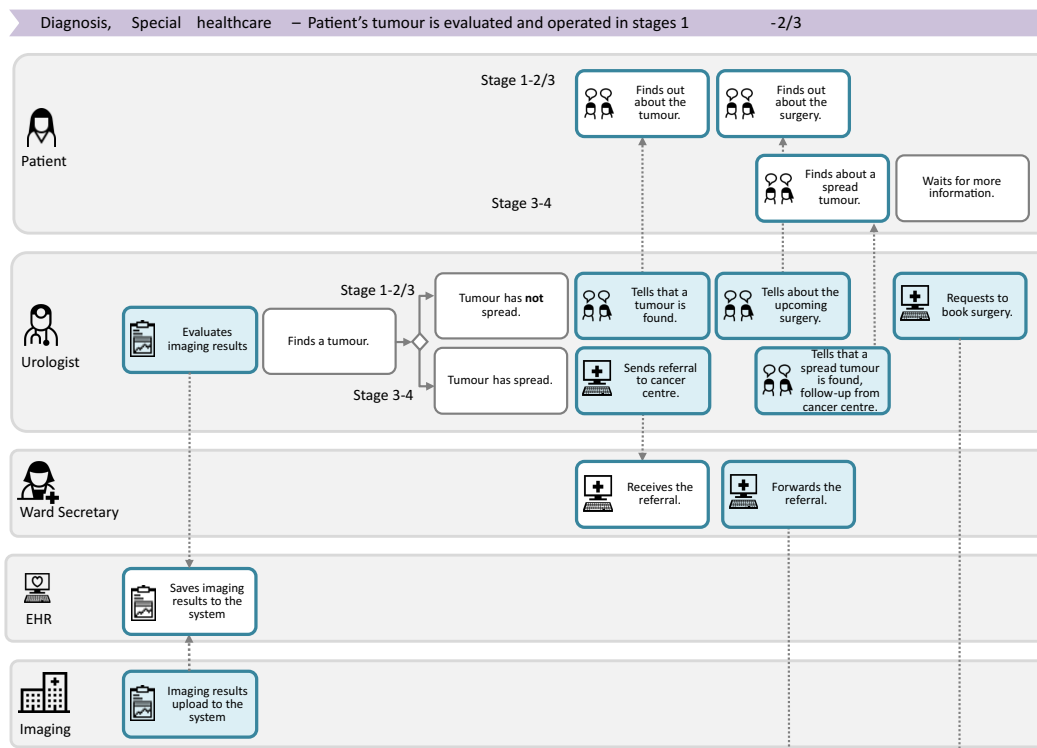 Diagnosis, Special healthcare – Patient's tumour is evaluated and operated in stages 1 -2/3
Stage 1-2/3
Finds out
about the
tumour.
Finds out
about the
surgery.
Patient
Stage 3-4
Finds about a
spread
tumour.
Waits for more
information.
Urologist
Evaluates
imaging results
Finds a tumour.
Stage 1-2/3
Tumour has not
spread.
Stage 3-4
Tumour has spread.
Tells that a
tumour is
found.
Tells about the
upcoming
surgery.
Requests to
book surgery.
Sends referral
to cancer
centre.
Tells that a
spread tumour
is found,
follow-up from
cancer centre.
Ward Secretary
Receives the
referral.
Forwards the
referral.
EHR
Saves imaging
results to the
system
Imaging
Imaging results
upload to the
system